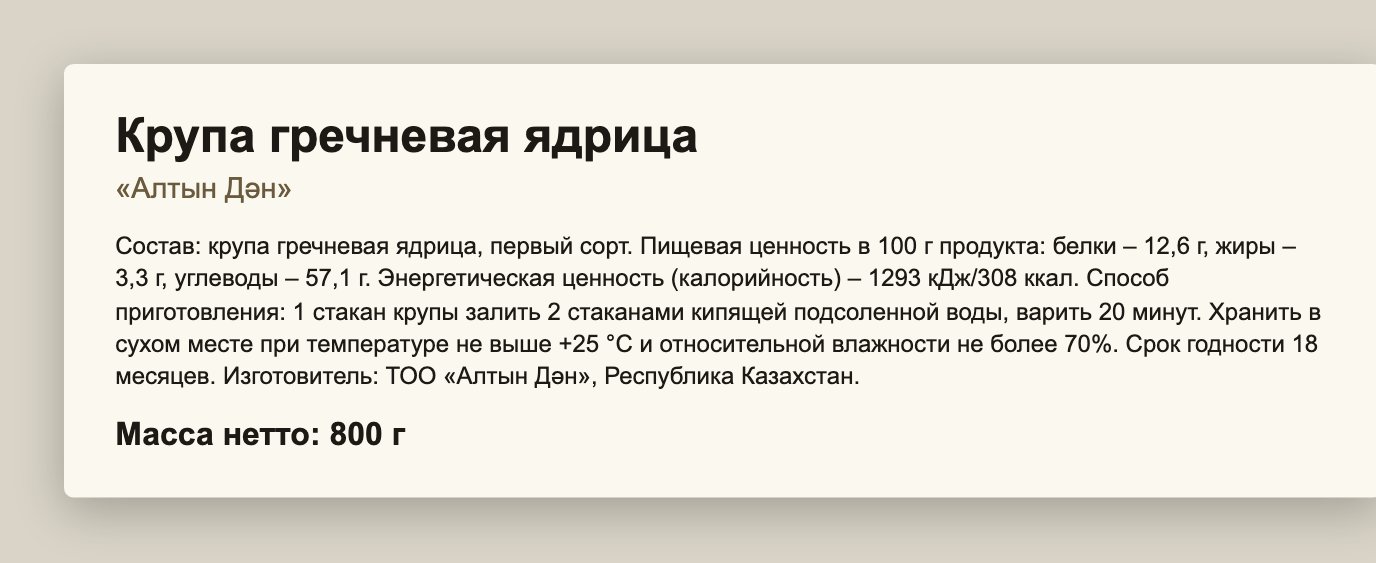 Крупа гречневая ядрица
«Алтын Дән»
Состав: крупа гречневая ядрица, первый сорт. Пищевая ценность в 100 г продукта: белки – 12,6 г, жиры –
3,3 г, углеводы – 57,1 г. Энергетическая ценность (калорийность) – 1293 кДж/308 ккал. Способ
приготовления: 1 стакан крупы залить 2 стаканами кипящей подсоленной воды, варить 20 минут. Хранить в
сухом месте при температуре не выше +25 °C и относительной влажности не более 70%. Срок годности 18
месяцев. Изготовитель: ТОО «Алтын Дән», Республика Казахстан.
Масса нетто: 800 г